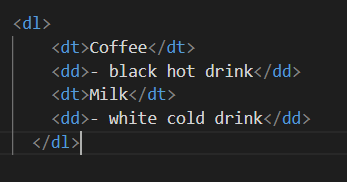 <dl>
<dt>Coffee</dt>
<dd>- black hot drink</dd>
<dt>Milk</dt>
<dd>- white cold drink</dd>
</dl>